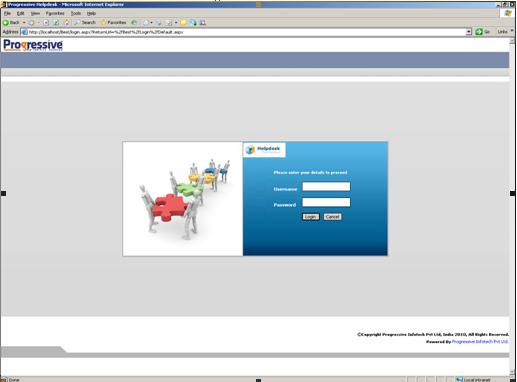 Progressive Helpdesk - Microsoft Internet Explorer
File Edit View Favorites Tools Help
Back Search Favorites
Address http://localhost/Best/login.aspx?ReturnUrl=%2fBest%2fLogin%2fDefault.aspx Go Links
Progressive
Helpdesk
Please enter your details to proceed
Username
Password
Login Cancel
©Copyright Progressive Infotech Pvt Ltd, India 2010, All Rights Reserved.
Powered By Progressive Infotech Pvt Ltd.
Done Local intranet